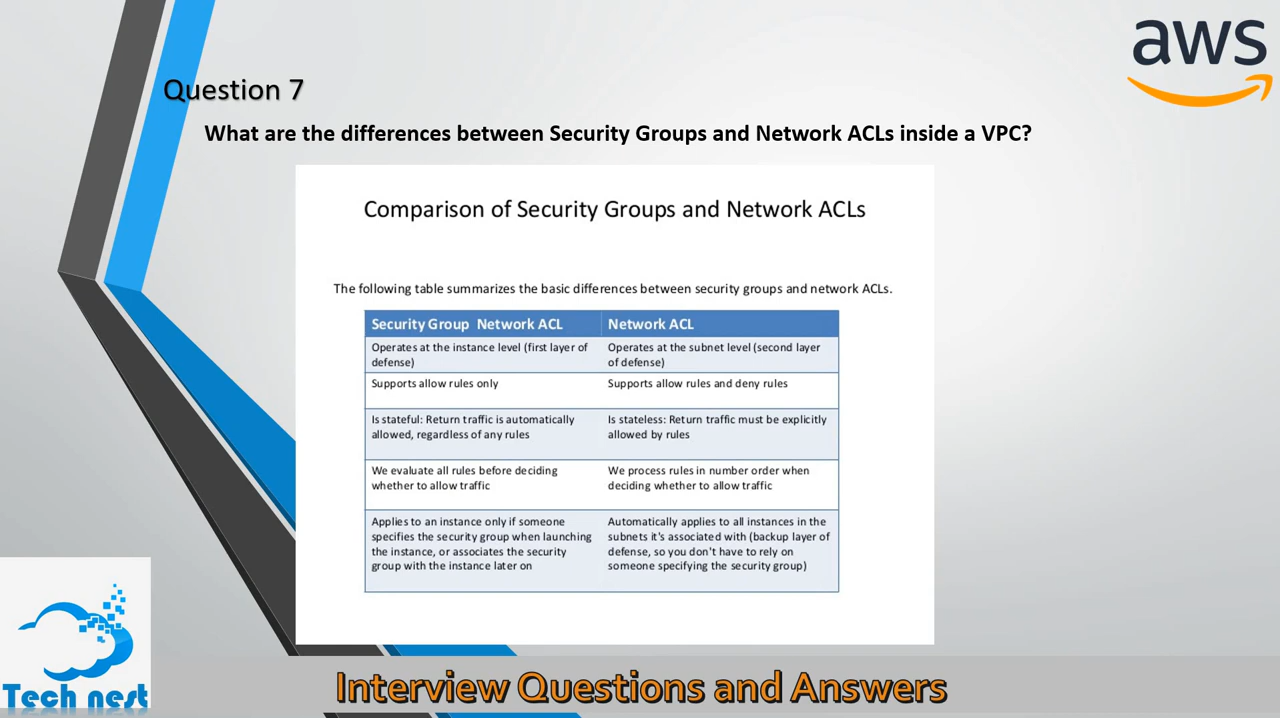 aws
Question 7
What are the differences between Security Groups and Network ACLs inside a VPC?
Comparison of Security Groups and Network ACLs
The following table summarizes the basic differences between security groups and network ACLs.
Security Group  Network ACL
Network ACL
Operates at the instance level (first layer of
defense)
Operates at the subnet level (second layer
of defense)
Supports allow rules only
Supports allow rules and deny rules
Is stateful: Return traffic is automatically
allowed, regardless of any rules
Is stateless: Return traffic must be explicitly
allowed by rules
We evaluate all rules before deciding
whether to allow traffic
We process rules in number order when
deciding whether to allow traffic
Applies to an instance only if someone
specifies the security group when launching
the instance, or associates the security
group with the instance later on
Automatically applies to all instances in the
subnets it's associated with (backup layer of
defense, so you don't have to rely on
someone specifying the security group)
Tech nest
Interview Questions and Answers